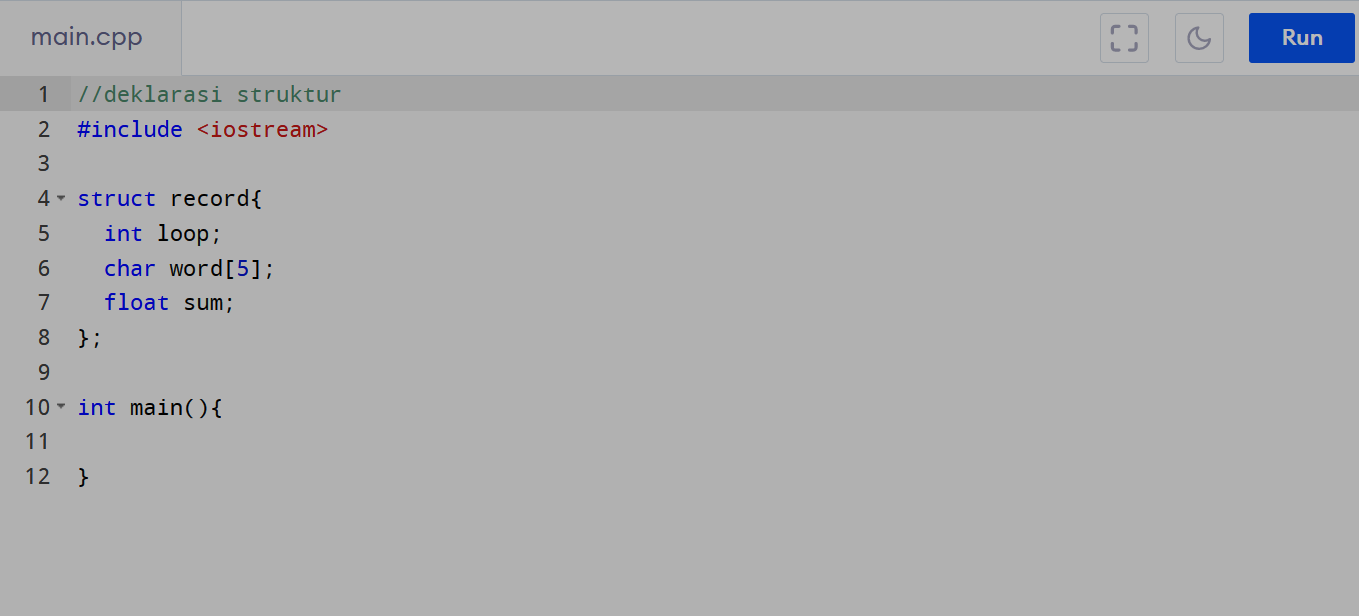 main.cpp
Run
1 //deklarasi struktur
2 #include <iostream>
3
4 struct record{
5   int loop;
6   char word[5];
7   float sum;
8 };
9
10 int main(){
11
12 }